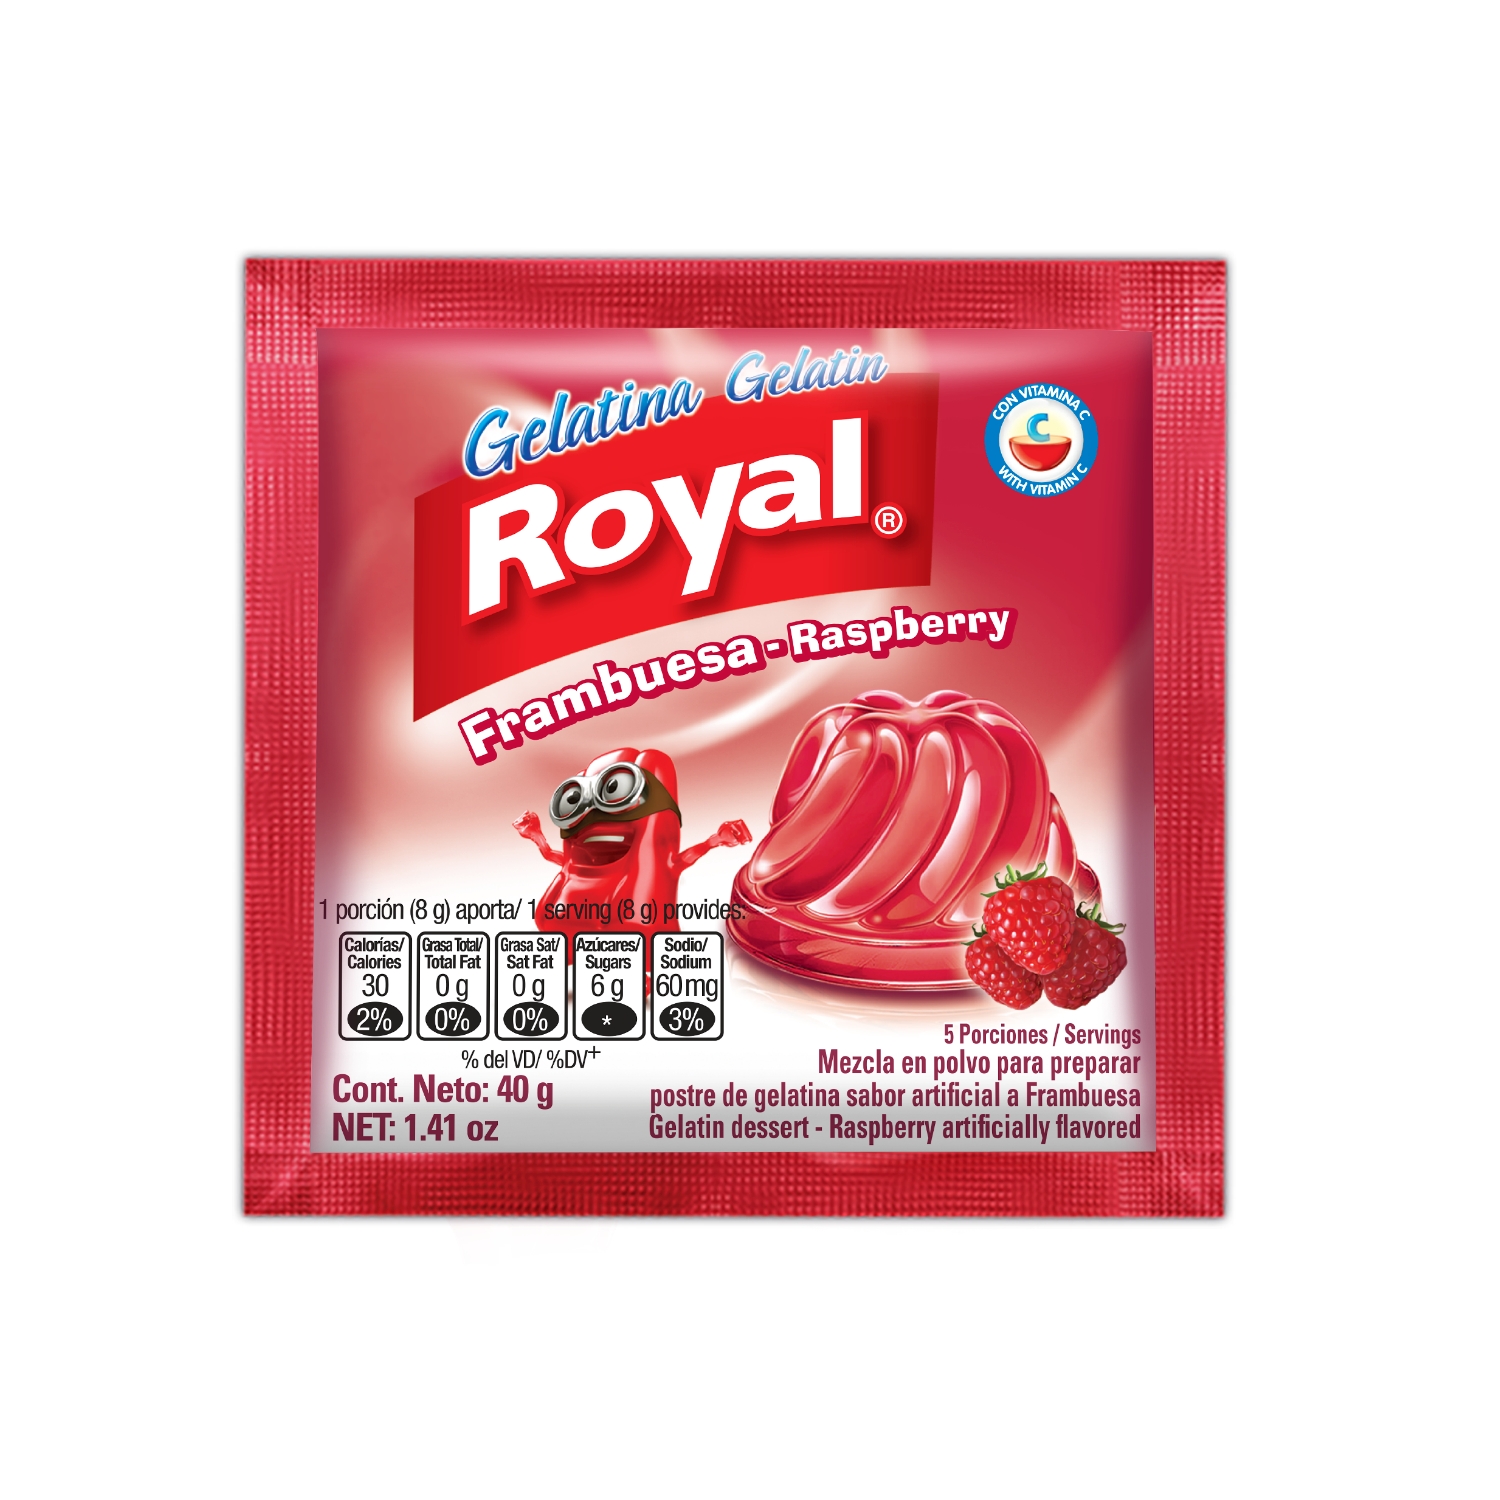 Gelatina Gelatin
Royal®
Frambuesa - Raspberry
CON VITAMINA C
C
WITH VITAMIN C
1 porción (8 g) aporta/ 1 serving (8 g) provides:
Calorías/ Calories 30 2%
Grasa Total/ Total Fat 0 g 0%
Grasa Sat/ Sat Fat 0 g 0%
Azúcares/ Sugars 6 g *
Sodio/ Sodium 60 mg 3%
% del VD/ %DV+
Cont. Neto: 40 g
NET: 1.41 oz
5 Porciones / Servings
Mezcla en polvo para preparar
postre de gelatina sabor artificial a Frambuesa
Gelatin dessert - Raspberry artificially flavored